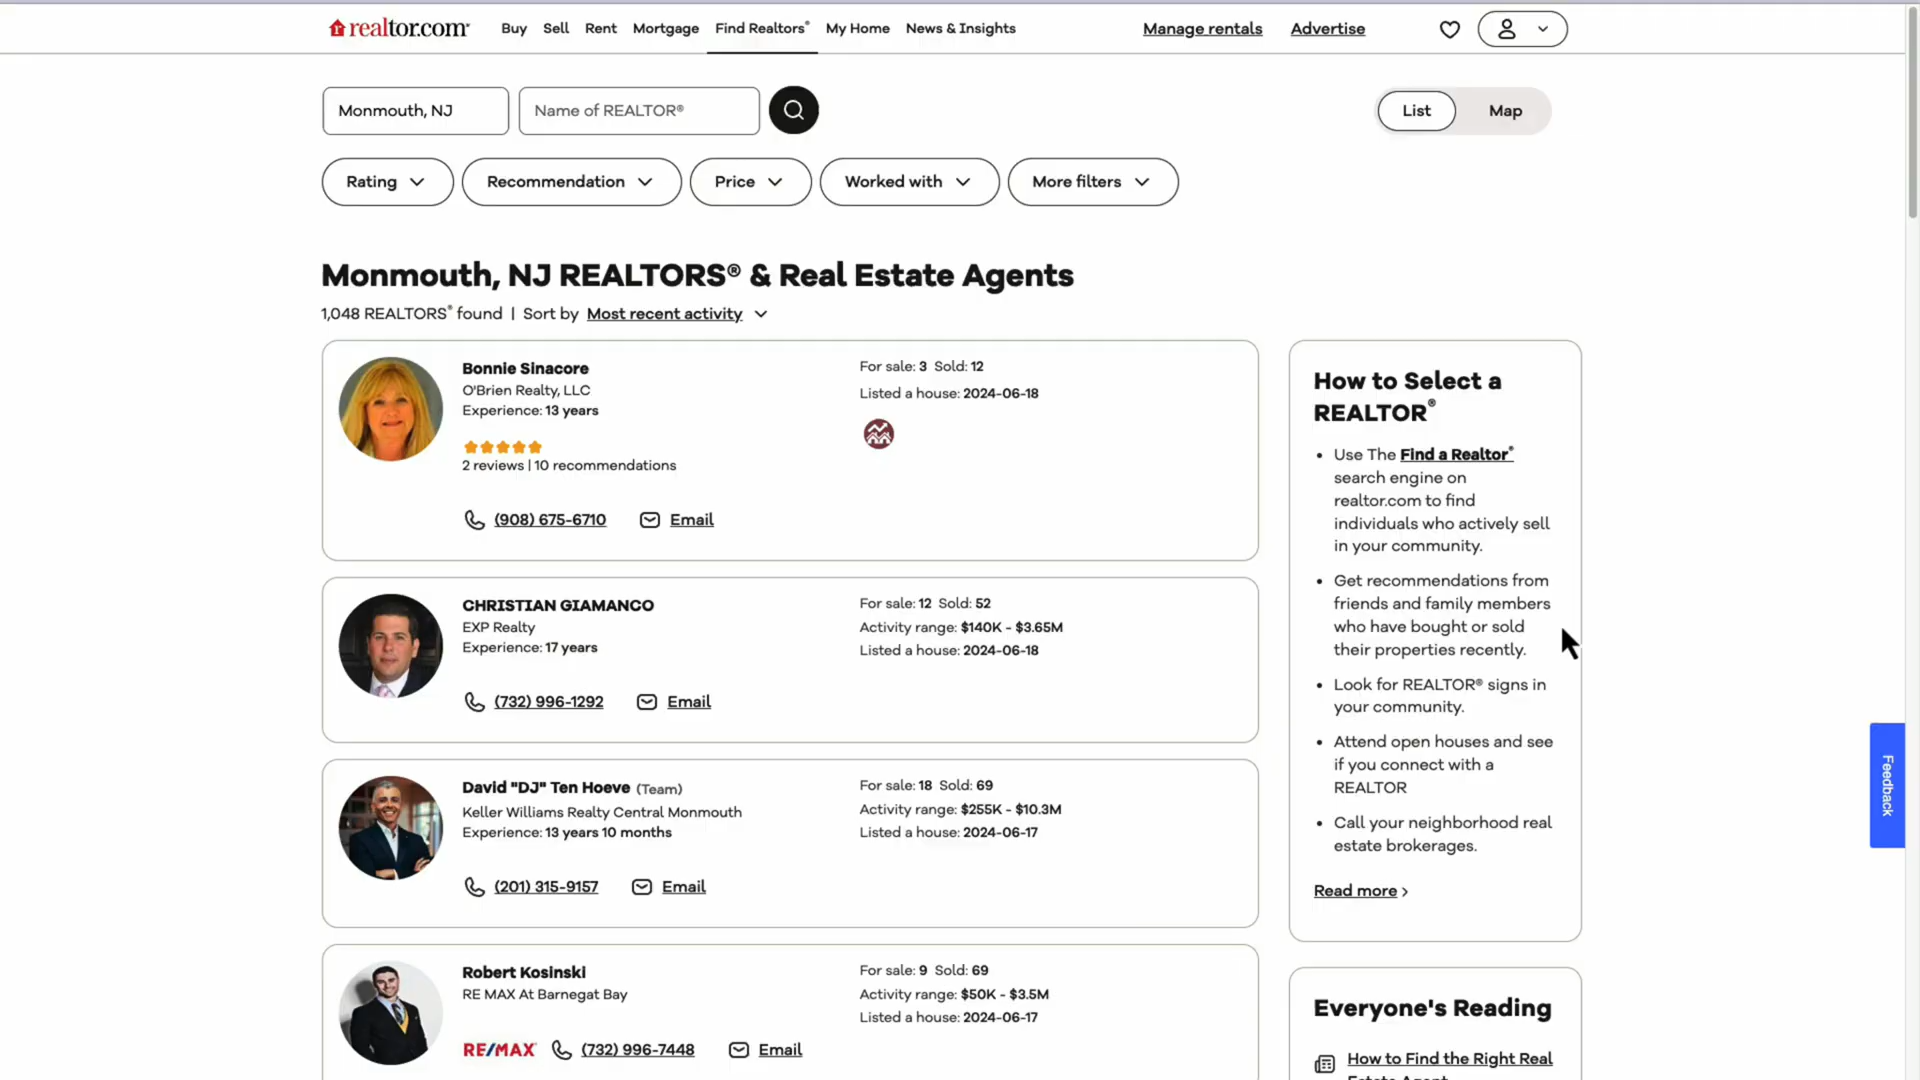 realtor.com®
Buy Sell Rent Mortgage Find Realtors® My Home News & Insights Manage rentals Advertise
Monmouth, NJ Name of REALTOR® List Map
Rating Recommendation Price Worked with More filters
Monmouth, NJ REALTORS® & Real Estate Agents
1,048 REALTORS® found | Sort by Most recent activity
Bonnie Sinacore
O'Brien Realty, LLC
Experience: 13 years
2 reviews | 10 recommendations
(908) 675-6710 Email
For sale: 3 Sold: 12
Listed a house: 2024-06-18
CHRISTIAN GIAMANCO
EXP Realty
Experience: 17 years
(732) 996-1292 Email
For sale: 12 Sold: 52
Activity range: $140K - $3.65M
Listed a house: 2024-06-18
David "DJ" Ten Hoeve (Team)
Keller Williams Realty Central Monmouth
Experience: 13 years 10 months
(201) 315-9157 Email
For sale: 18 Sold: 69
Activity range: $255K - $10.3M
Listed a house: 2024-06-17
Robert Kosinski
RE MAX At Barnegat Bay
RE/MAX (732) 996-7448 Email
For sale: 9 Sold: 69
Activity range: $50K - $3.5M
Listed a house: 2024-06-17
How to Select a
REALTOR®
• Use The Find a Realtor®
search engine on
realtor.com to find
individuals who actively sell
in your community.
• Get recommendations from
friends and family members
who have bought or sold
their properties recently.
• Look for REALTOR® signs in
your community.
• Attend open houses and see
if you connect with a
REALTOR
• Call your neighborhood real
estate brokerages.
Read more
Everyone's Reading
How to Find the Right Real
Estate Agent
Feedback